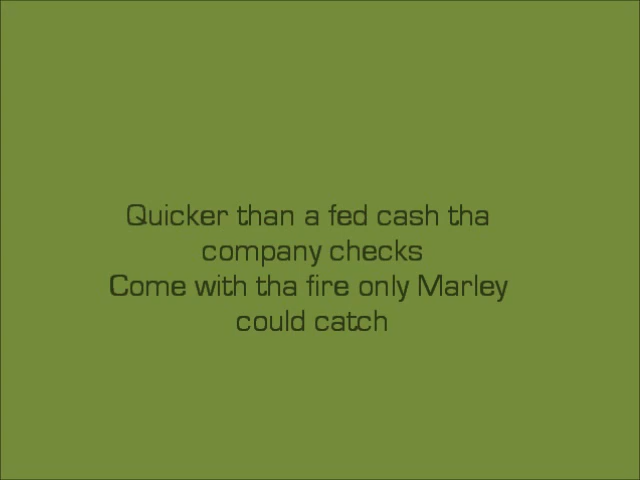 Quicker than a fed cash tha
company checks
Come with tha fire only Marley
could catch